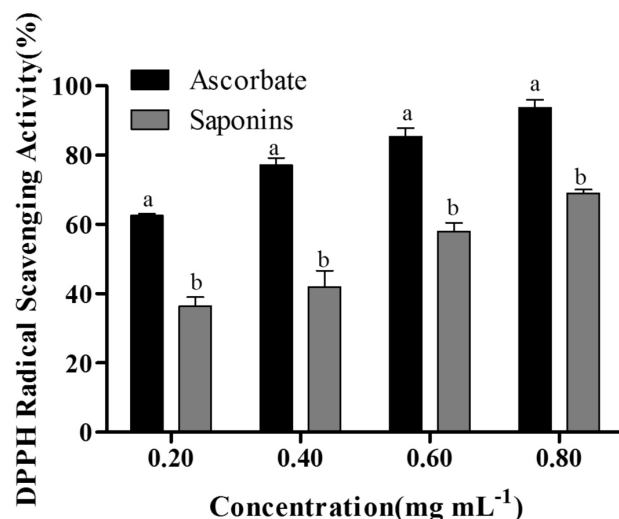 DPPH Radical Scavenging Activity(%)
100
80
60
40
20
0
Ascorbate
Saponins
a
b
a
b
a
b
a
b
0.20 0.40 0.60 0.80
Concentration(mg mL⁻¹)